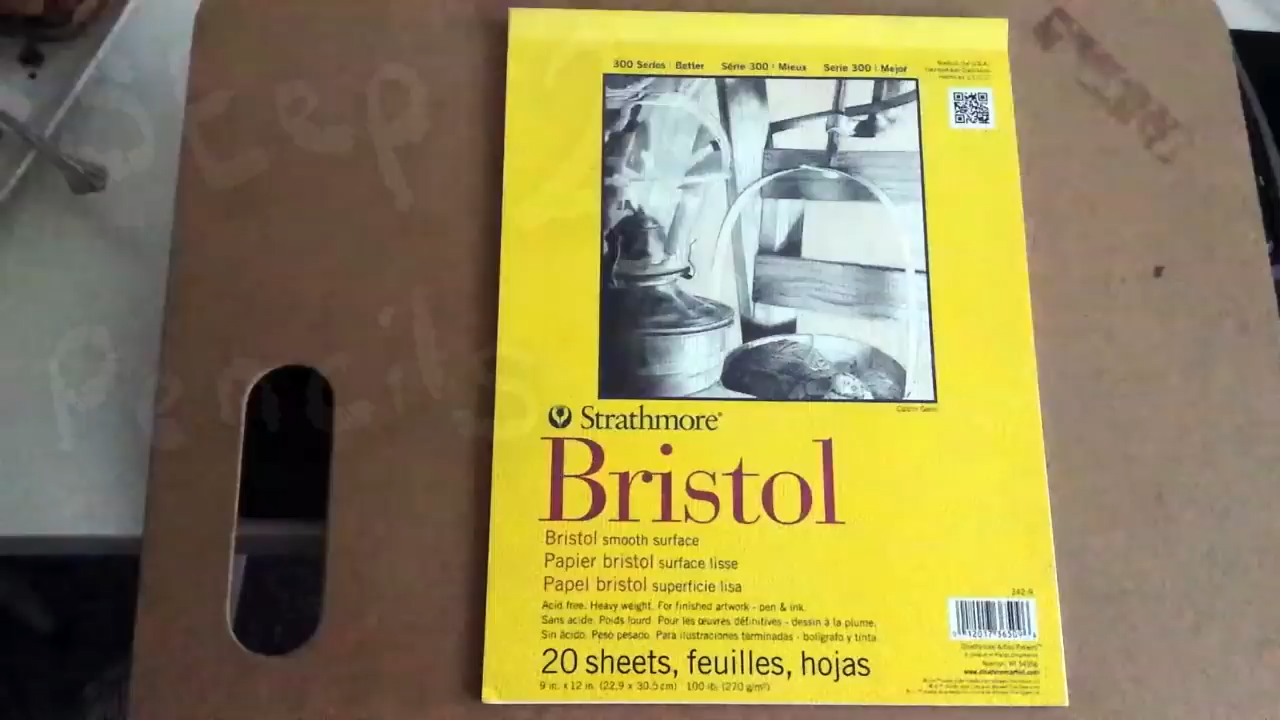 300 Series | Better Série 300 | Mieux Serie 300 | Mejor
Strathmore®
Bristol
Bristol smooth surface
Papier bristol surface lisse
Papel bristol superficie lisa
Acid free. Heavy weight. For finished artwork - pen & ink.
Sans acide. Poids lourd. Pour les œuvres définitives - dessin à la plume.
Sin ácido. Peso pesado. Para ilustraciones terminadas - bolígrafo y tinta
20 sheets, feuilles, hojas
9 in. x 12 in. (22,9 x 30,5 cm) 100 lb. (270 g/m²)
342-9
pencils